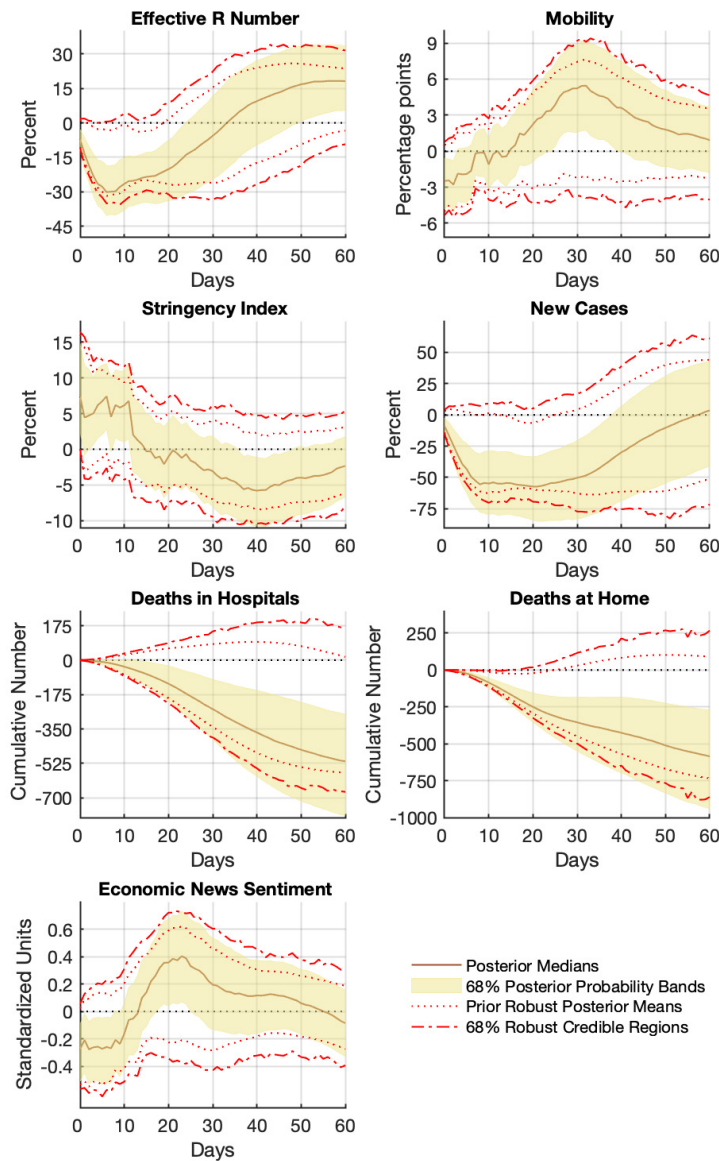 Effective R Number
Percent
30
15
0
-15
-30
-45
0 10 20 30 40 50 60
Days
Mobility
Percentage points
9
6
3
0
-3
-6
0 10 20 30 40 50 60
Days
Stringency Index
Percent
15
10
5
0
-5
-10
0 10 20 30 40 50 60
Days
New Cases
Percent
50
25
0
-25
-50
-75
0 10 20 30 40 50 60
Days
Deaths in Hospitals
Cumulative Number
175
0
-175
-350
-525
-700
0 10 20 30 40 50 60
Days
Deaths at Home
Cumulative Number
250
0
-250
-500
-750
-1000
0 10 20 30 40 50 60
Days
Economic News Sentiment
Standardized Units
0.6
0.4
0.2
0
-0.2
-0.4
0 10 20 30 40 50 60
Days
Posterior Medians
68% Posterior Probability Bands
Prior Robust Posterior Means
68% Robust Credible Regions